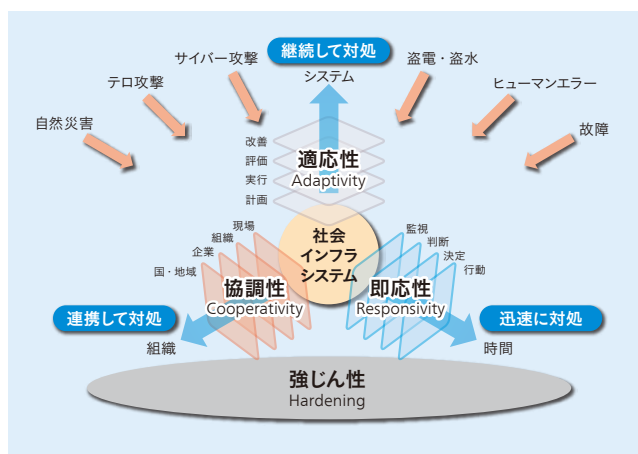 継続して対処
システム
サイバー攻撃
盗電・盗水
テロ攻撃
ヒューマンエラー
自然災害
故障
改善
評価
実行
計画
適応性
Adaptivity
社会
インフラ
システム
現場
組織
企業
国・地域
協調性
Cooperativity
監視
判断
決定
行動
即応性
Responsivity
連携して対処
組織
迅速に対処
時間
強じん性
Hardening